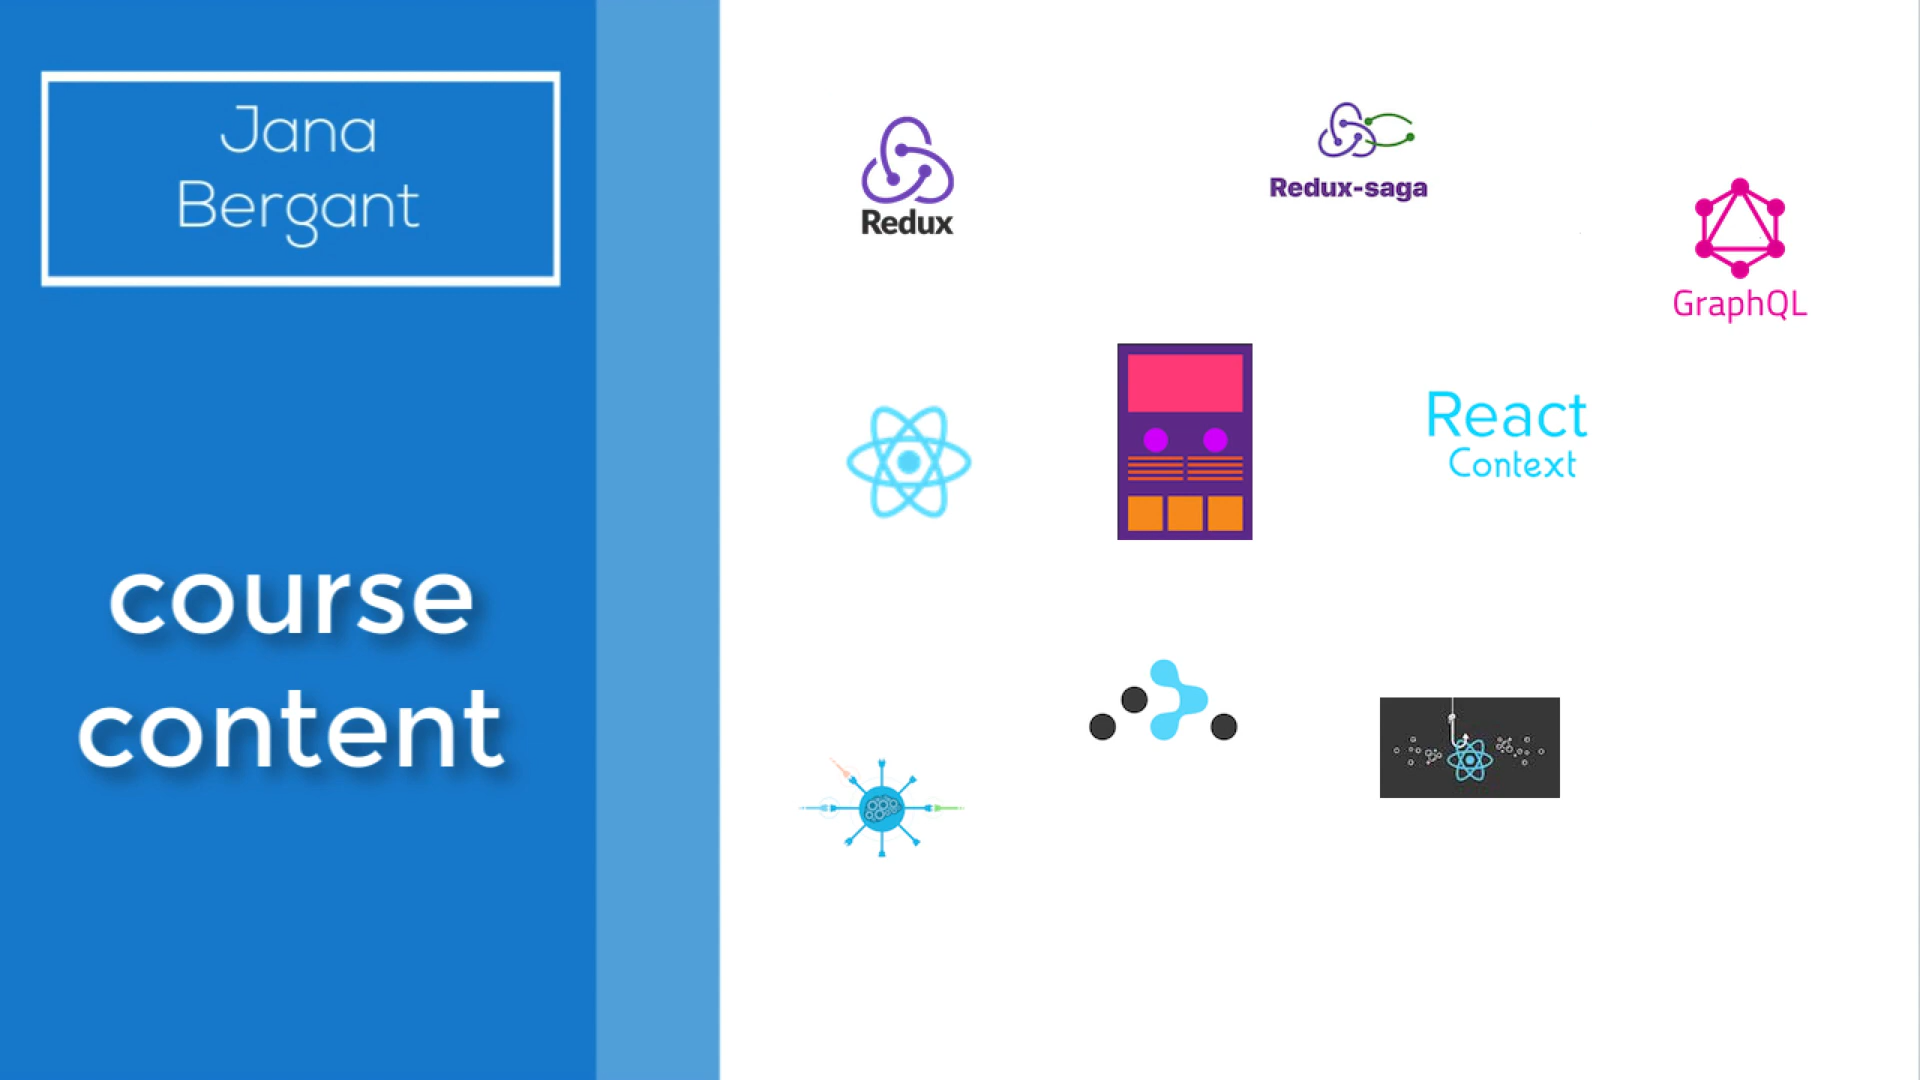 Jana
Bergant
course
content
Redux
Redux-saga
GraphQL
React
Context